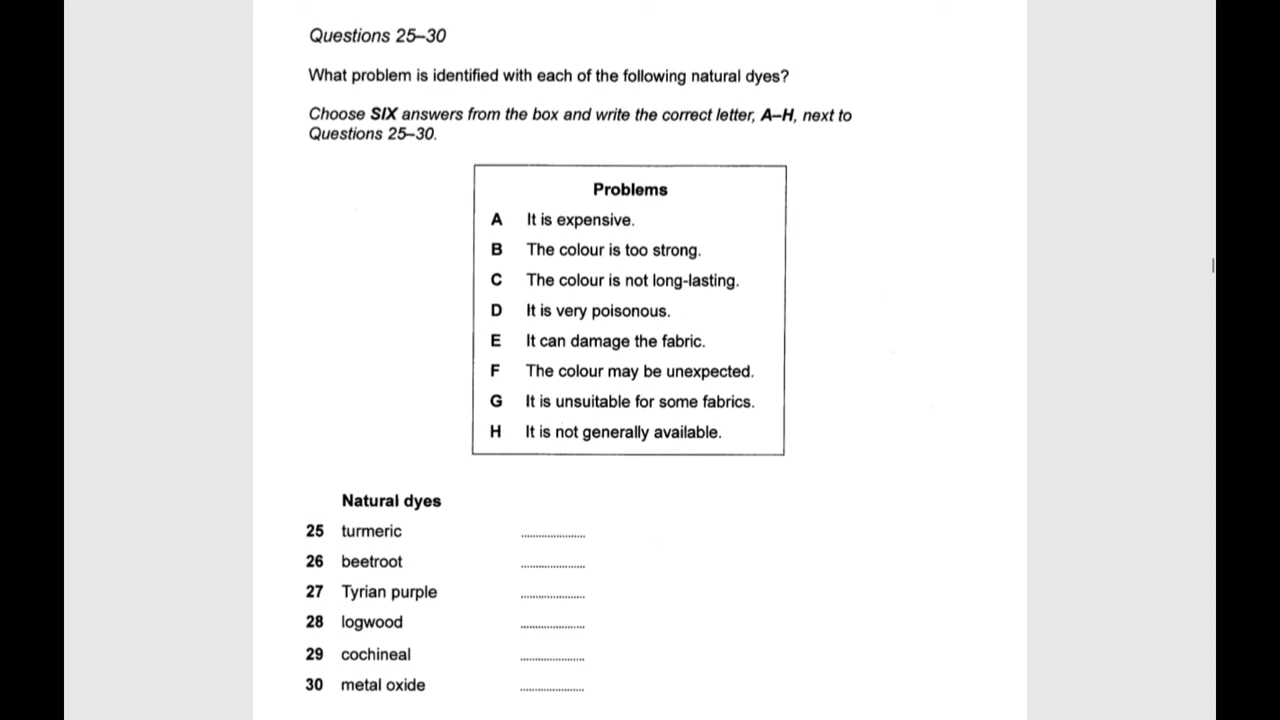 Questions 25–30
What problem is identified with each of the following natural dyes?
Choose SIX answers from the box and write the correct letter, A–H, next to
Questions 25–30.
Problems
A It is expensive.
B The colour is too strong.
C The colour is not long-lasting.
D It is very poisonous.
E It can damage the fabric.
F The colour may be unexpected.
G It is unsuitable for some fabrics.
H It is not generally available.
Natural dyes
25 turmeric ......................
26 beetroot ......................
27 Tyrian purple ......................
28 logwood ......................
29 cochineal ......................
30 metal oxide ......................